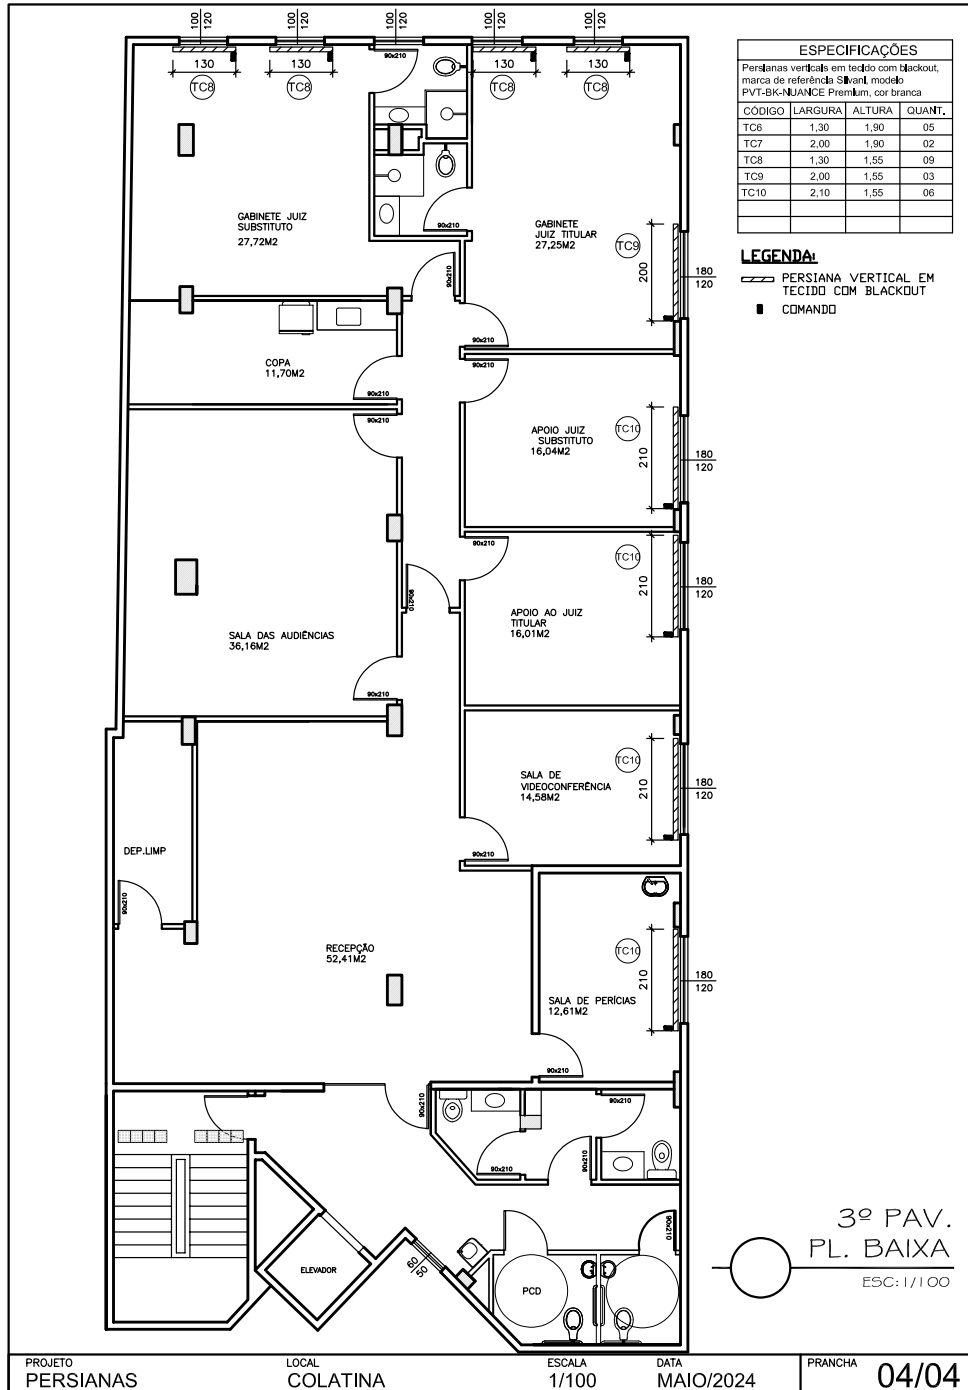 100
120
100
120
100
120
100
120
100
120
130
130
130
130
TC8
TC8
TC8
TC8
90x210
ESPECIFICAÇÕES
Persianas verticais em tecido com blackout,
marca de referência Silvani, modelo
PVT-BK-NUANCE Premium, cor branca
CÓDIGO LARGURA ALTURA QUANT.
TC6 1,30 1,90 05
TC7 2,00 1,90 02
TC8 1,30 1,55 09
TC9 2,00 1,55 03
TC10 2,10 1,55 06
LEGENDA:
PERSIANA VERTICAL EM
TECIDO COM BLACKOUT
COMANDO
GABINETE JUIZ
SUBSTITUTO
27,72M2
90x210
GABINETE
JUIZ TITULAR
27,25M2
TC9
200
180
120
90x210
90x210
COPA
11,70M2
90x210
90x210
90x210
90x210
APOIO JUIZ
SUBSTITUTO
16,04M2
TC10
210
180
120
90x210
90x210
APOIO AO JUIZ
TITULAR
16,01M2
TC10
210
180
120
SALA DAS AUDIÊNCIAS
36,16M2
90x210
SALA DE
VIDEOCONFERÊNCIA
14,58M2
TC10
210
180
120
90x210
DEP.LIMP
90x210
RECEPÇÃO
52,41M2
SALA DE PERÍCIAS
12,61M2
TC10
210
180
120
90x210
90x210
90x210
90x210
90x210
90x210
60
50
ELEVADOR
PCD
3º PAV.
PL. BAIXA
ESC: 1/100
PROJETO
PERSIANAS
LOCAL
COLATINA
ESCALA
1/100
DATA
MAIO/2024
PRANCHA
04/04